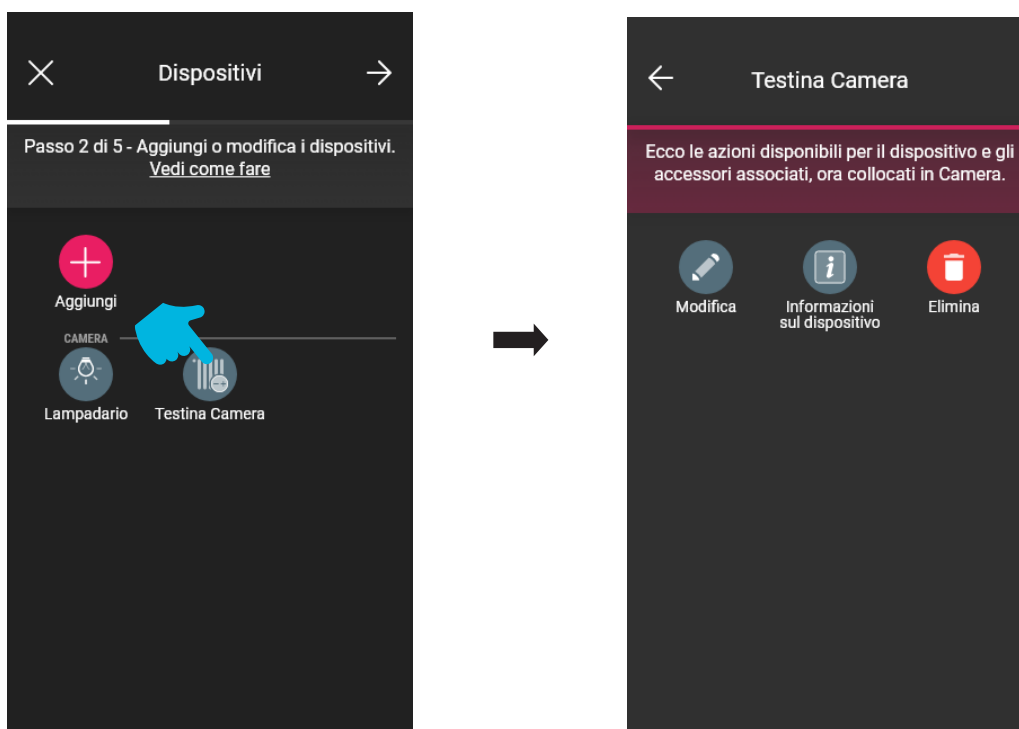 Dispositivi
Passo 2 di 5 - Aggiungi o modifica i dispositivi.
Vedi come fare
Aggiungi
CAMERA
Lampadario
Testina Camera
Testina Camera
Ecco le azioni disponibili per il dispositivo e gli
accessori associati, ora collocati in Camera.
Modifica
Informazioni
sul dispositivo
Elimina